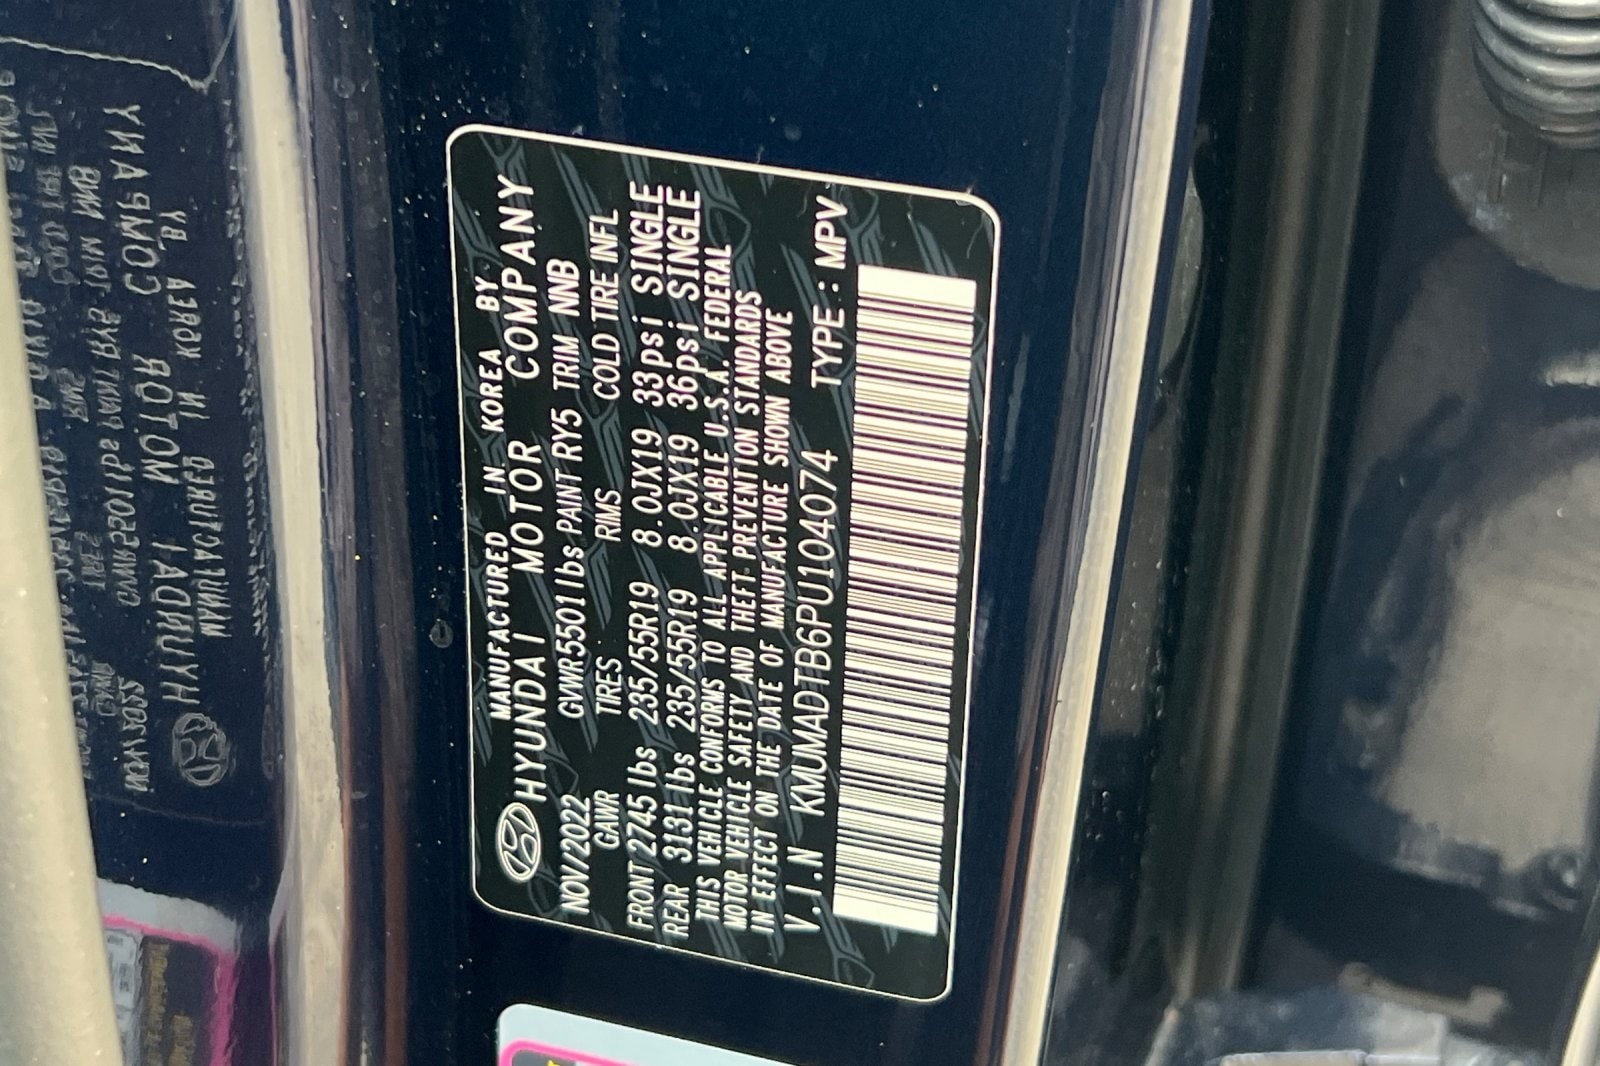 MANUFACTURED IN KOREA BY
HYUNDAI MOTOR COMPANY
NOV/2022 GVWR5501lbs PAINT RY5 TRIM NNB
GAWR TIRES RIMS COLD TIRE INFL
FRONT 2745 lbs 235/55R19 8.0JX19 33psi SINGLE
REAR 3131 lbs 235/55R19 8.0JX19 36psi SINGLE
THIS VEHICLE CONFORMS TO ALL APPLICABLE U.S.A. FEDERAL
MOTOR VEHICLE SAFETY AND THEFT PREVENTION STANDARDS
IN EFFECT ON THE DATE OF MANUFACTURE SHOWN ABOVE
V.I.N KMUMADTB6PU104074 TYPE : MPV